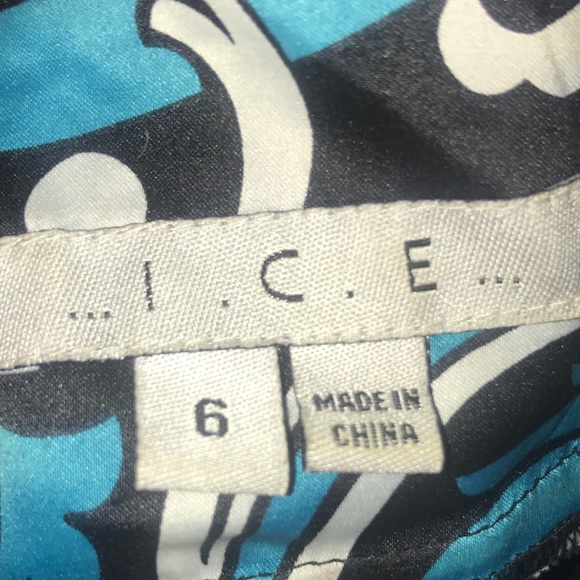 ... I . C . E ...
6
MADE IN
CHINA